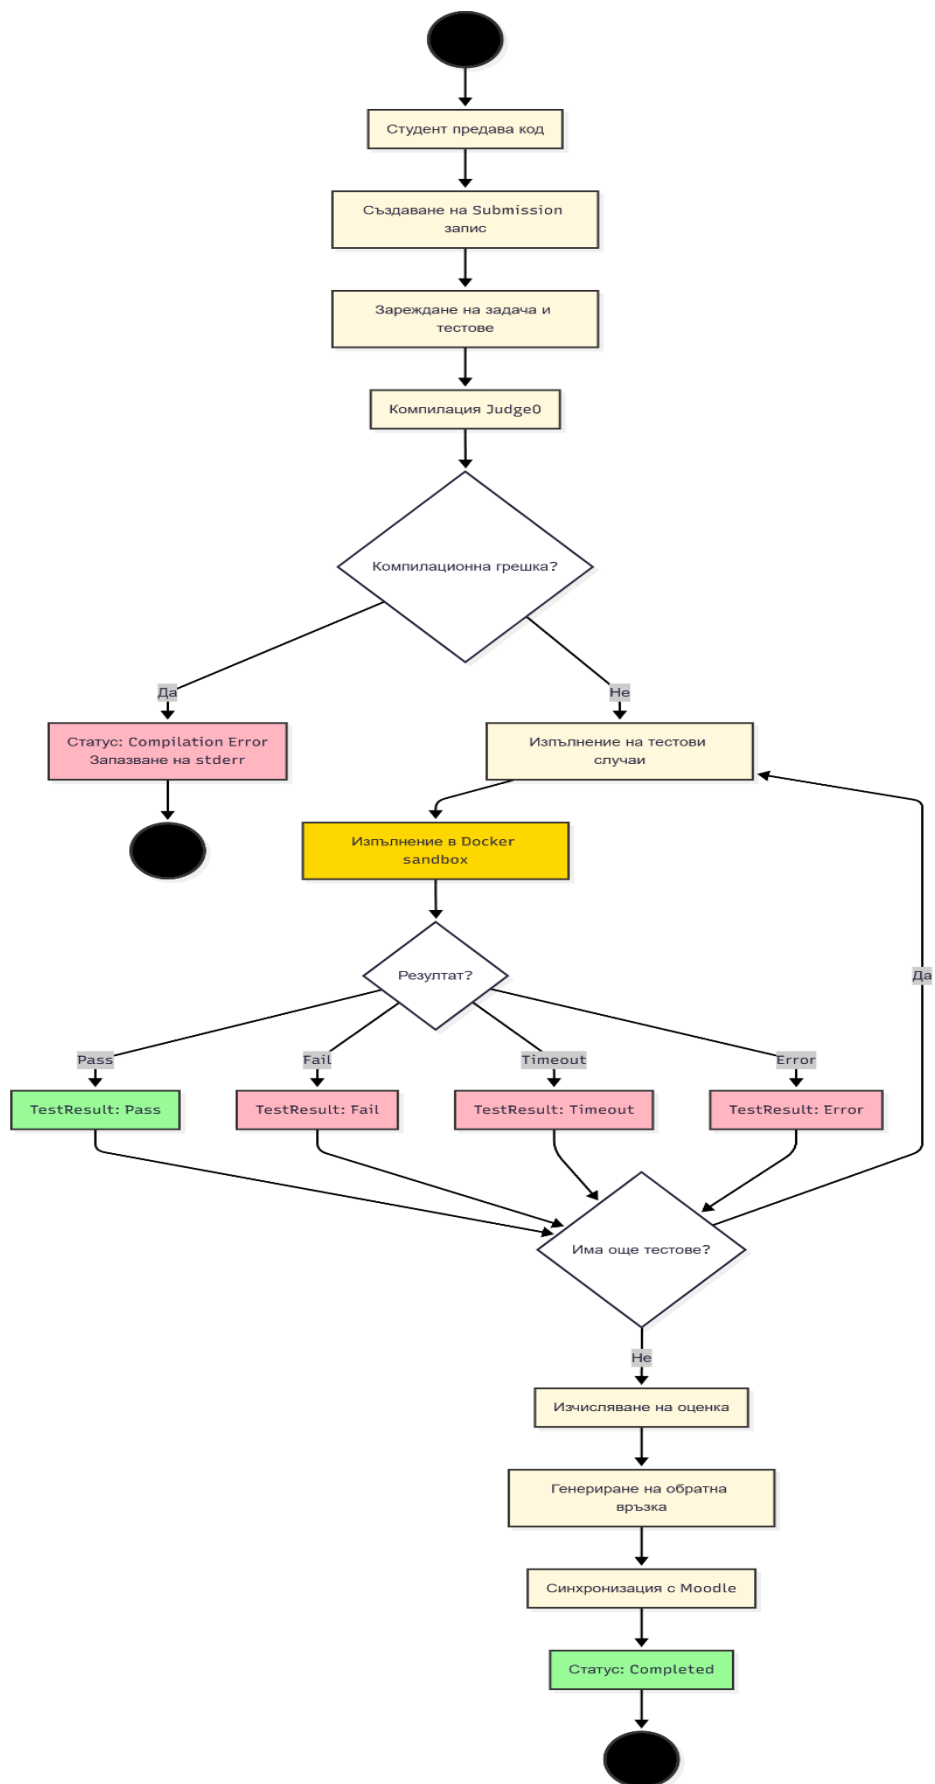 Студент предава код
Създаване на Submission
запис
Зареждане на задача и
тестове
Компилация Judge0
Компилационна грешка?
Да
Не
Статус: Compilation Error
Запазване на stderr
Изпълнение на тестови
случаи
Изпълнение в Docker
sandbox
Резултат?
Да
Pass
Fail
Timeout
Error
TestResult: Pass
TestResult: Fail
TestResult: Timeout
TestResult: Error
Има още тестове?
Не
Изчисляване на оценка
Генериране на обратна
връзка
Синхронизация с Moodle
Статус: Completed